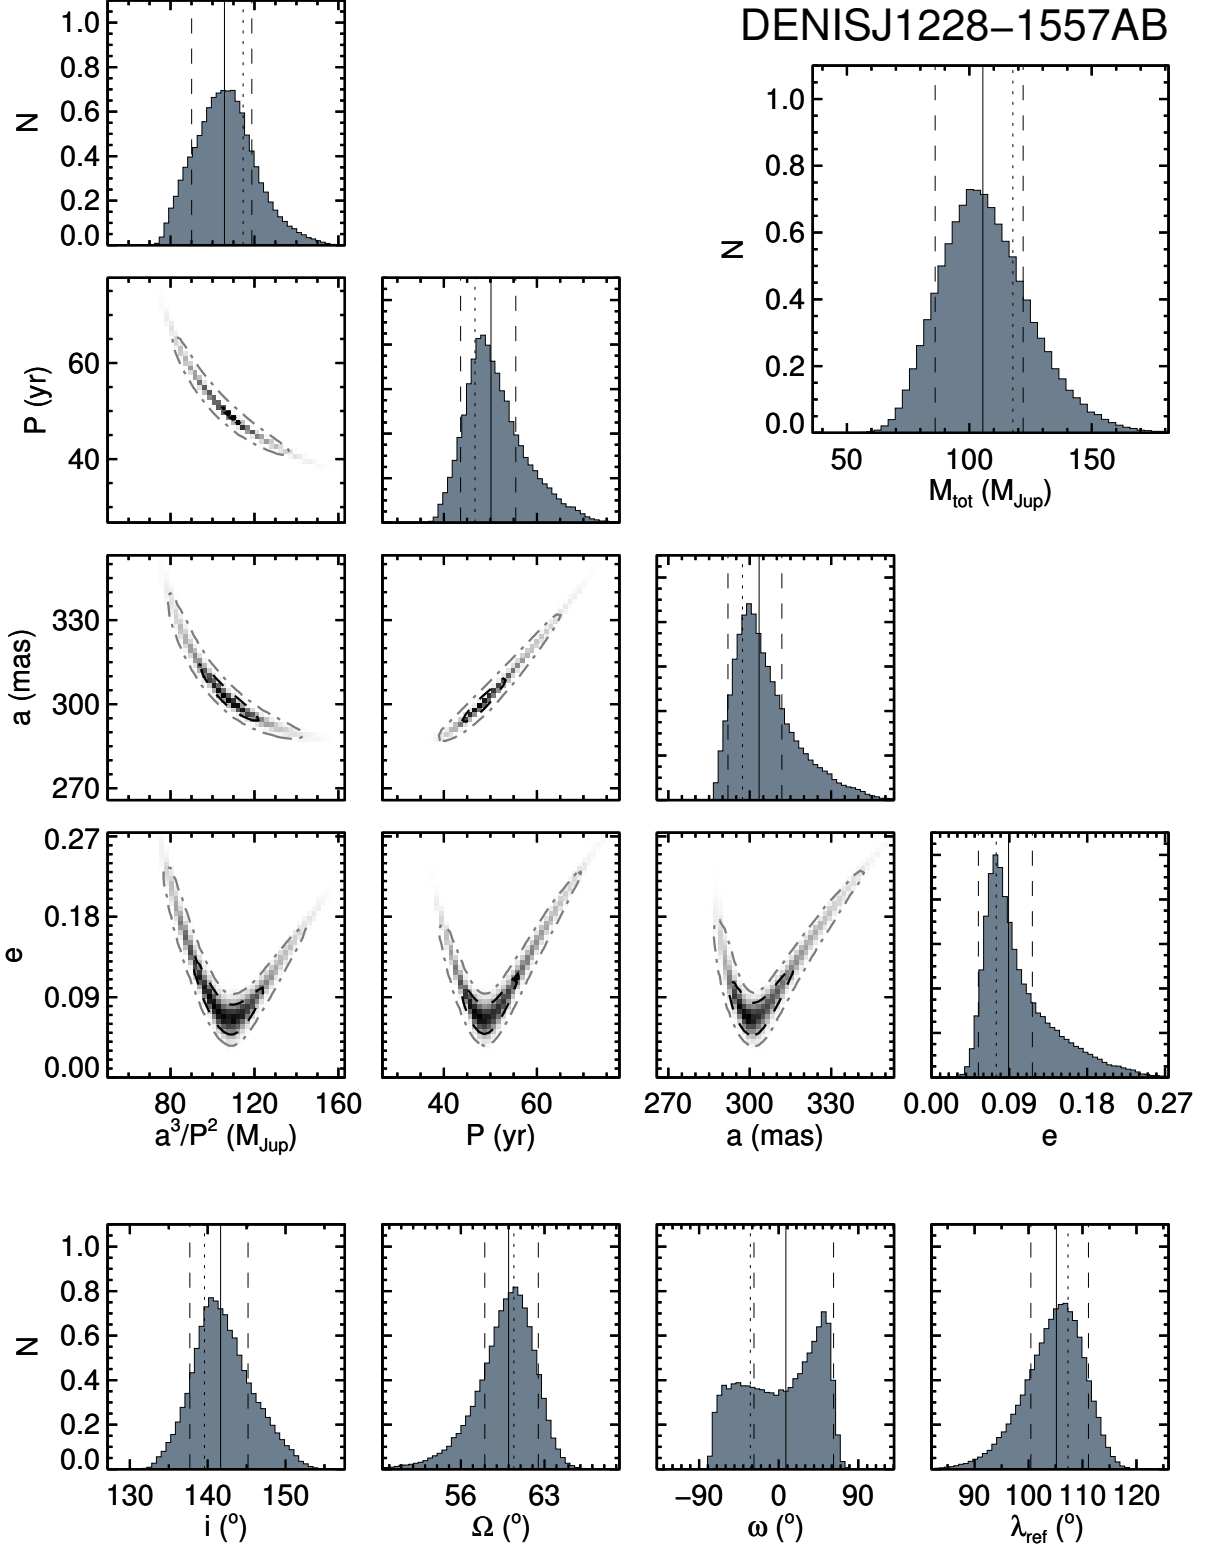 DENISJ1228−1557AB
1.0
0.8
0.6
0.4
0.2
0.0
N
1.0
0.8
0.6
0.4
0.2
0.0
N
50 100 150
M_tot (M_Jup)
60
40
P (yr)
330
300
270
a (mas)
0.27
0.18
0.09
0.00
e
80 120 160
a³/P² (M_Jup)
40 60
P (yr)
270 300 330
a (mas)
0.00 0.09 0.18 0.27
e
1.0
0.8
0.6
0.4
0.2
0.0
N
130 140 150
i (°)
56 63
Ω (°)
−90 0 90
ω (°)
90 100 110 120
λ_ref (°)